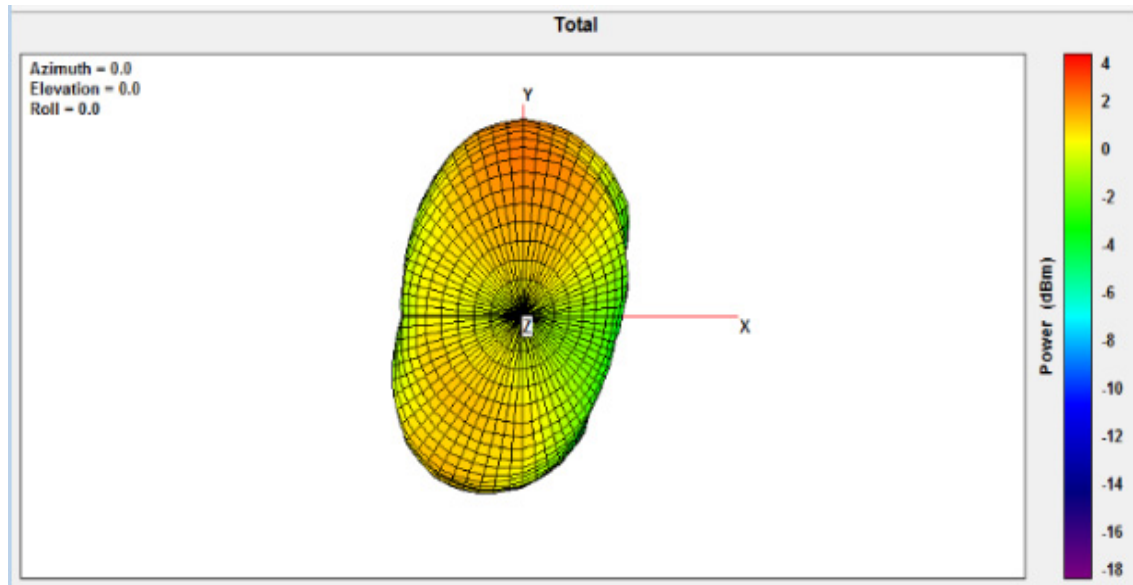 Total
Azimuth = 0.0
Elevation = 0.0
Roll = 0.0
Y
Z
X
Power (dBm)
4
2
0
-2
-4
-6
-8
-10
-12
-14
-16
-18